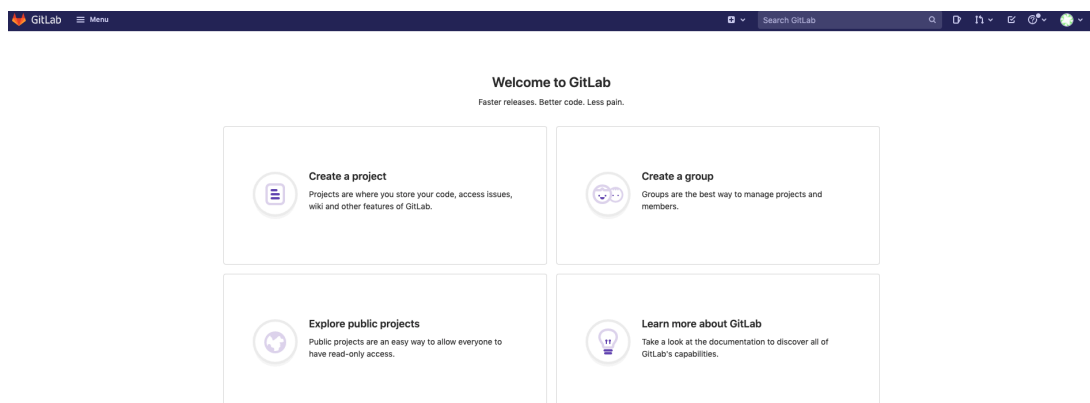 GitLab Menu Search GitLab
Welcome to GitLab
Faster releases. Better code. Less pain.
Create a project
Projects are where you store your code, access issues,
wiki and other features of GitLab.
Create a group
Groups are the best way to manage projects and
members.
Explore public projects
Public projects are an easy way to allow everyone to
have read-only access.
Learn more about GitLab
Take a look at the documentation to discover all of
GitLab's capabilities.